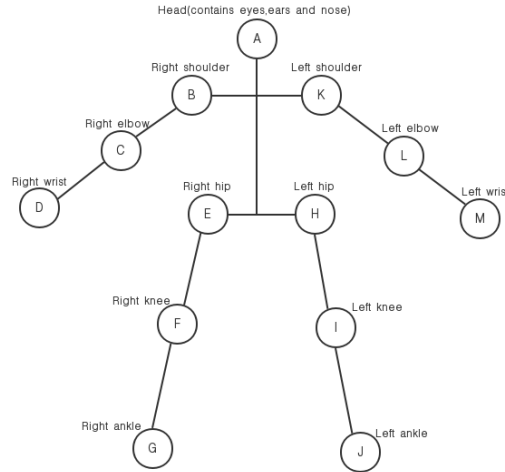 Head(contains eyes,ears and nose)
A
Right shoulder
Left shoulder
B
K
Right elbow
Left elbow
C
L
Right wrist
Left wris
D
M
Right hip
Left hip
E
H
Right knee
Left knee
F
I
Right ankle
Left ankle
G
J